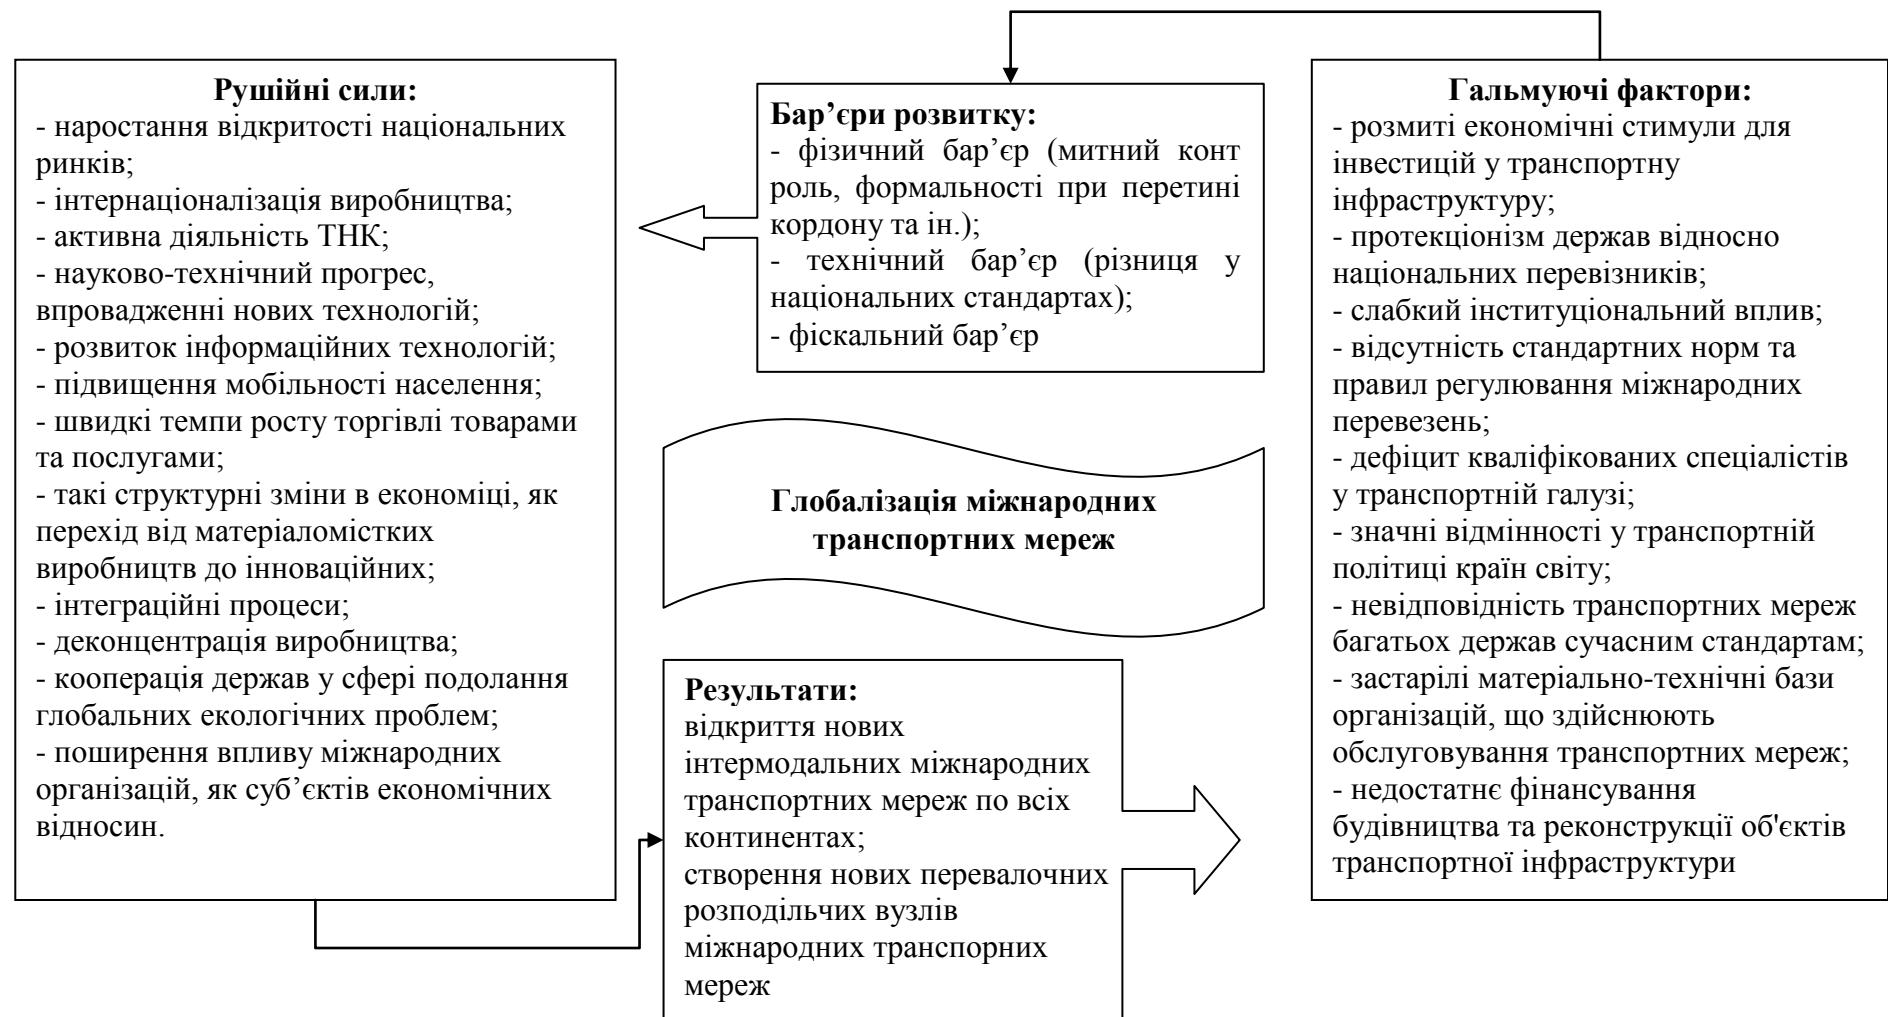 Рушійні сили:
- наростання відкритості національних
ринків;
- інтернаціоналізація виробництва;
- активна діяльність ТНК;
- науково-технічний прогрес,
впровадженні нових технологій;
- розвиток інформаційних технологій;
- підвищення мобільності населення;
- швидкі темпи росту торгівлі товарами
та послугами;
- такі структурні зміни в економіці, як
перехід від матеріаломістких
виробництв до інноваційних;
- інтеграційні процеси;
- деконцентрація виробництва;
- кооперація держав у сфері подолання
глобальних екологічних проблем;
- поширення впливу міжнародних
організацій, як суб’єктів економічних
відносин.
Бар’єри розвитку:
- фізичний бар’єр (митний конт
роль, формальності при перетині
кордону та ін.);
- технічний бар’єр (різниця у
національних стандартах);
- фіскальний бар’єр
Глобалізація міжнародних
транспортних мереж
Результати:
відкриття нових
інтермодальних міжнародних
транспортних мереж по всіх
континентах;
створення нових перевалочних
розподільчих вузлів
міжнародних транспорних
мереж
Гальмуючі фактори:
- розмиті економічні стимули для
інвестицій у транспортну
інфраструктуру;
- протекціонізм держав відносно
національних перевізників;
- слабкий інституціональний вплив;
- відсутність стандартних норм та
правил регулювання міжнародних
перевезень;
- дефіцит кваліфікованих спеціалістів
у транспортній галузі;
- значні відмінності у транспортній
політиці країн світу;
- невідповідність транспортних мереж
багатьох держав сучасним стандартам;
- застарілі матеріально-технічні бази
організацій, що здійснюють
обслуговування транспортних мереж;
- недостатнє фінансування
будівництва та реконструкції об'єктів
транспортної інфраструктури